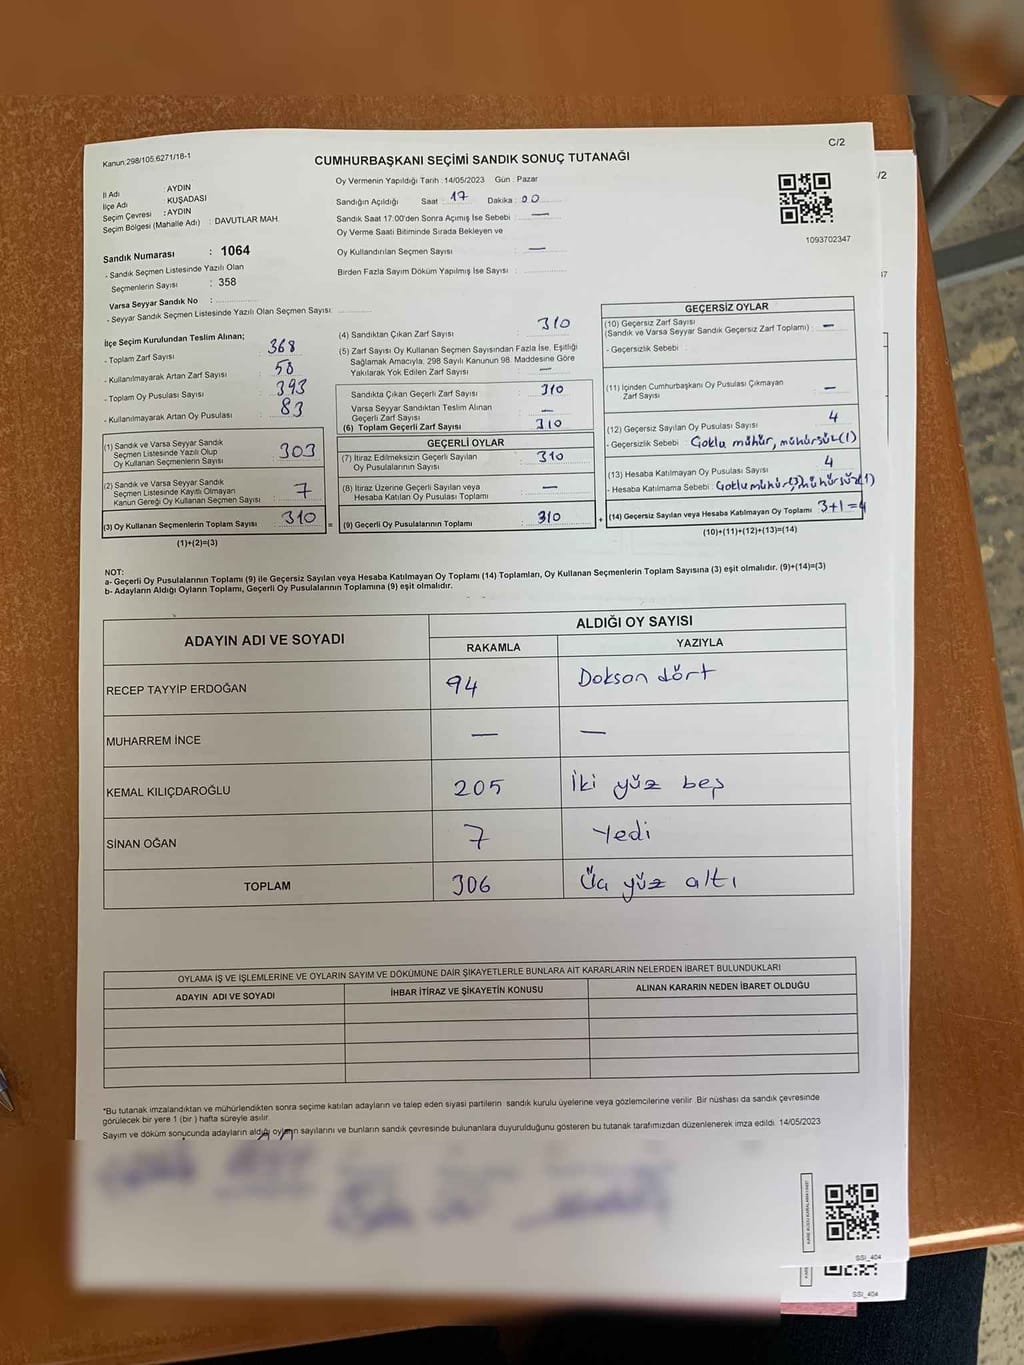 C/2
Kanun:298/105,6271/18-1
CUMHURBAŞKANI SEÇİMİ SANDIK SONUÇ TUTANAĞI
İl Adı : AYDIN
İlçe Adı : KUŞADASI
Seçim Çevresi : AYDIN
Seçim Bölgesi (Mahalle Adı) : DAVUTLAR MAH.
Sandık Numarası : 1064
- Sandık Seçmen Listesinde Yazılı Olan
Seçmenlerin Sayısı : 358
Varsa Seyyar Sandık No :
- Seyyar Sandık Seçmen Listesinde Yazılı Olan Seçmen Sayısı:
Oy Vermenin Yapıldığı Tarih :14/05/2023 Gün : Pazar
Sandığın Açıldığı Saat : 17 Dakika : 00
Sandık Saat 17:00'den Sonra Açımış İse Sebebi : —
Oy Verme Saati Bitiminde Sırada Bekleyen ve
Oy Kullandırılan Seçmen Sayısı : —
Birden Fazla Sayım Döküm Yapılmış İse Sayısı :
1093702347
/2
İlçe Seçim Kurulundan Teslim Alınan;
- Toplam Zarf Sayısı : 368
- Kullanılmayarak Artan Zarf Sayısı : 58
- Toplam Oy Pusulası Sayısı : 393
- Kullanılmayarak Artan Oy Pusulası : 83
(1) Sandık ve Varsa Seyyar Sandık
Seçmen Listesinde Yazılı Olup
Oy Kullanan Seçmenlerin Sayısı : 303
(2) Sandık ve Varsa Seyyar Sandık
Seçmen Listesinde Kayıtlı Olmayan
Kanun Gereği Oy Kullanan Seçmen Sayısı : 7
(3) Oy Kullanan Seçmenlerin Toplam Sayısı : 310
(1)+(2)=(3)
(4) Sandıktan Çıkan Zarf Sayısı : 310
(5) Zarf Sayısı Oy Kullanan Seçmen Sayısından Fazla İse, Eşitliği
Sağlamak Amacıyla, 298 Sayılı Kanunun 98. Maddesine Göre
Yakılarak Yok Edilen Zarf Sayısı : —
Sandıkta Çıkan Geçerli Zarf Sayısı : 310
Varsa Seyyar Sandıktan Teslim Alınan
Geçerli Zarf Sayısı : —
(6) Toplam Geçerli Zarf Sayısı : 310
GEÇERLİ OYLAR
(7) İtiraz Edilmeksizin Geçerli Sayılan
Oy Pusulalarının Sayısı : 310
(8) İtiraz Üzerine Geçerli Sayılan veya
Hesaba Katılan Oy Pusulası Toplamı : —
= (9) Geçerli Oy Pusulalarının Toplamı : 310 +
GEÇERSİZ OYLAR
(10) Geçersiz Zarf Sayısı
(Sandık ve Varsa Seyyar Sandık Geçersiz Zarf Toplamı) : —
- Geçersizlik Sebebi :
(11) İçinden Cumhurbaşkanı Oy Pusulası Çıkmayan
Zarf Sayısı : —
(12) Geçersiz Sayılan Oy Pusulası Sayısı : 4
- Geçersizlik Sebebi : Çoklu mühür, mühürsüz(1)
(13) Hesaba Katılmayan Oy Pusulası Sayısı : 4
- Hesaba Katılmama Sebebi : Çoklu mühür(3) mühürsüz(1)
(14) Geçersiz Sayılan veya Hesaba Katılmayan Oy Toplamı : 3+1=4
(10)+(11)+(12)+(13)=(14)
NOT:
a- Geçerli Oy Pusulalarının Toplamı (9) ile Geçersiz Sayılan veya Hesaba Katılmayan Oy Toplamı (14) Toplamları, Oy Kullanan Seçmenlerin Toplam Sayısına (3) eşit olmalıdır. (9)+(14)=(3)
b- Adayların Aldığı Oyların Toplamı, Geçerli Oy Pusulalarının Toplamına (9) eşit olmalıdır.
ADAYIN ADI VE SOYADI
ALDIĞI OY SAYISI
RAKAMLA YAZIYLA
RECEP TAYYİP ERDOĞAN 94 Dokson dört
MUHARREM İNCE — —
KEMAL KILIÇDAROĞLU 205 İki yüz beş
SİNAN OĞAN 7 Yedi
TOPLAM 306 Üç yüz altı
OYLAMA İŞ VE İŞLEMLERİNE VE OYLARIN SAYIM VE DÖKÜMÜNE DAİR ŞİKAYETLERLE BUNLARA AİT KARARLARIN NELERDEN İBARET BULUNDUKLARI
ADAYIN ADI VE SOYADI İHBAR İTİRAZ VE ŞİKAYETİN KONUSU ALINAN KARARIN NEDEN İBARET OLDUĞU
*Bu tutanak imzalandıktan ve mühürlendikten sonra seçime katılan adayların ve talep eden siyasi partilerin sandık kurulu üyelerine veya gözlemcilerine verilir. Bir nüshası da sandık çevresinde
görülecek bir yere 1 (bir ) hafta süreyle asılır.
Sayım ve döküm sonucunda adayların aldığı oyların sayılarını ve bunların sandık çevresinde bulunanlara duyurulduğunu gösteren bu tutanak tarafımızdan düzenlenerek imza edildi. 14/05/2023
SSI_404
SSI_404